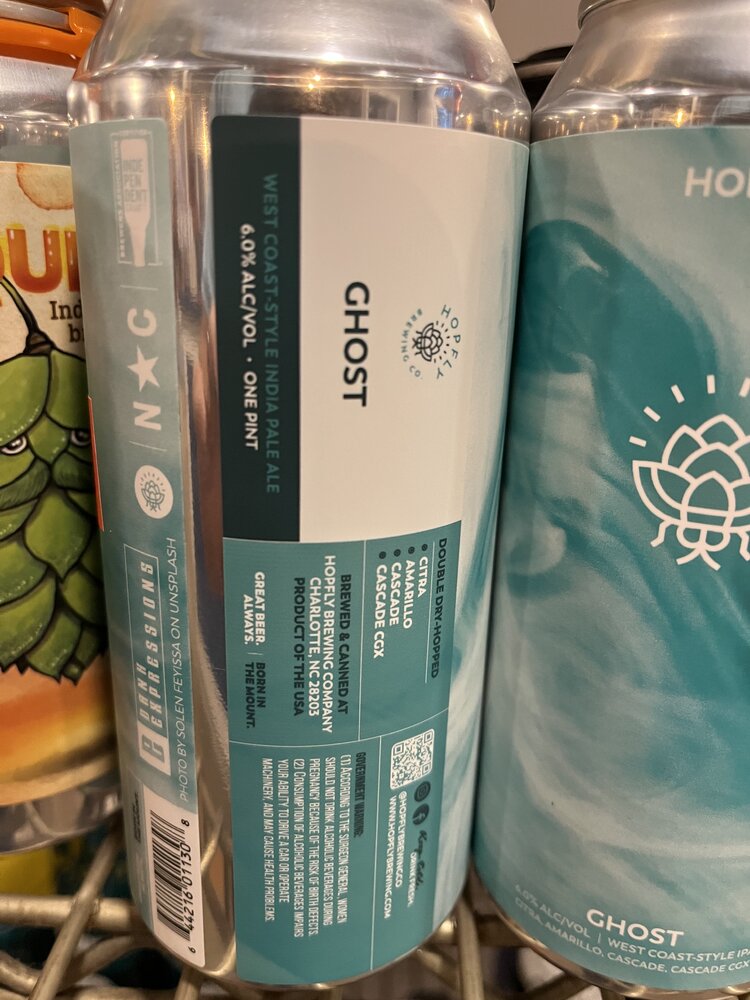 Ind
HOPFLY
BREWING CO.
GHOST
WEST COAST-STYLE INDIA PALE ALE
6.0% ALC/VOL • ONE PINT
DOUBLE DRY-HOPPED
CITRA
AMARILLO
CASCADE
CASCADE CGX
BREWED & CANNED AT
HOPFLY BREWING COMPANY
CHARLOTTE, NC 28203
PRODUCT OF THE USA
GREAT BEER. ALWAYS. | BORN IN THE MOUNT.
DRINK FRESH.
@HOPFLYBREWINGCO
WWW.HOPFLYBREWING.COM
GOVERNMENT WARNING:
(1) ACCORDING TO THE SURGEON GENERAL, WOMEN
SHOULD NOT DRINK ALCOHOLIC BEVERAGES DURING
PREGNANCY BECAUSE OF THE RISK OF BIRTH DEFECTS.
(2) CONSUMPTION OF ALCOHOLIC BEVERAGES IMPAIRS
YOUR ABILITY TO DRIVE A CAR OR OPERATE
MACHINERY, AND MAY CAUSE HEALTH PROBLEMS.
INDE
PEN
DENT
N★C
DANK
EXPRESSIONS
PHOTO BY SOLEN FEYISSA ON UNSPLASH
6 44216 01130 8
HO
GHOST
6.0% ALC/VOL | WEST COAST-STYLE IP
CITRA, AMARILLO, CASCADE, CASCADE CGX